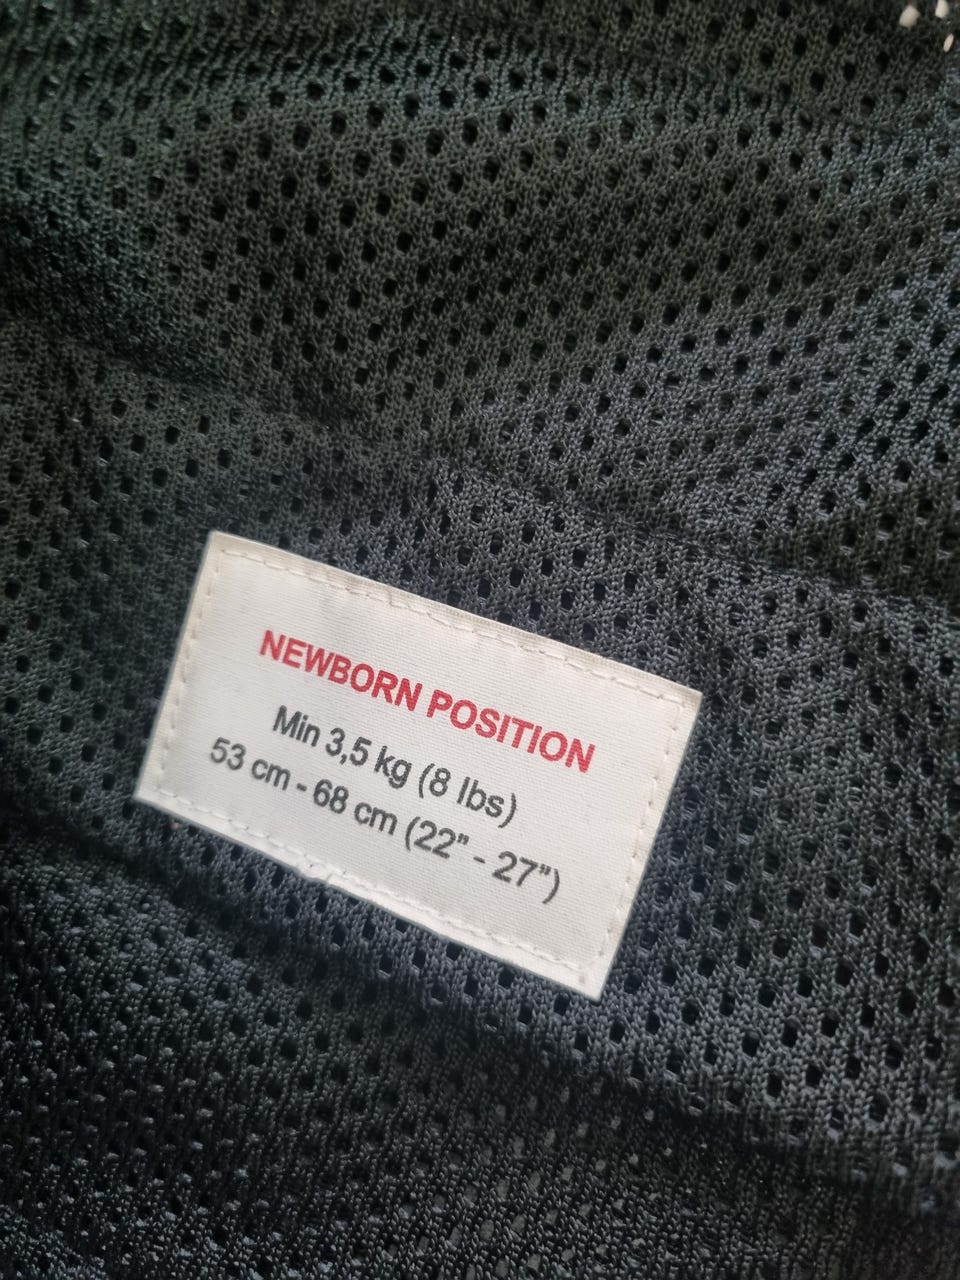 NEWBORN POSITION
Min 3,5 kg (8 lbs)
53 cm - 68 cm (22" - 27")